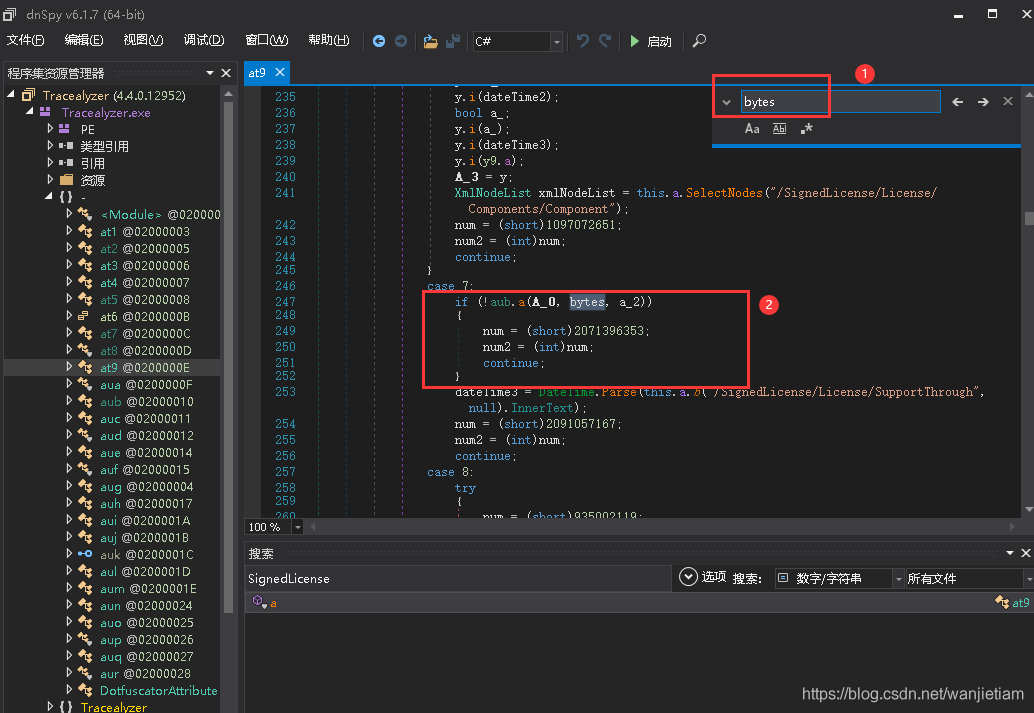 dnSpy v6.1.7 (64-bit)
文件(F) 编辑(E) 视图(V) 调试(D) 窗口(W) 帮助(H) C# 启动
程序集资源管理器
Tracealyzer (4.4.0.12952)
Tracealyzer.exe
PE
类型引用
引用
资源
{ } -
<Module> @020000
at1 @02000003
at2 @02000005
at3 @02000006
at4 @02000007
at5 @02000008
at6 @0200000B
at7 @0200000C
at8 @0200000D
at9 @0200000E
aua @0200000F
aub @02000010
auc @02000011
aud @02000012
aue @02000014
auf @02000015
aug @02000004
auh @02000017
aui @0200001A
auj @0200001B
auk @0200001C
aul @0200001D
aum @0200001E
aun @02000024
auo @02000025
aup @02000026
auq @02000027
aur @02000028
DotfuscatorAttribute
{ } Tracealyzer
at9
1
bytes
Aa Ab .*
235 y.i(dateTime2);
236 bool a_;
237 y.i(a_);
238 y.i(dateTime3);
239 y.i(y9.a);
240 A_3 = y;
241 XmlNodeList xmlNodeList = this.a.SelectNodes("/SignedLicense/License/
Components/Component");
242 num = (short)1097072651;
243 num2 = (int)num;
244 continue;
245 }
246 case 7:
247 if (!aub.a(A_0, bytes, a_2))
2
248 {
249 num = (short)2071396353;
250 num2 = (int)num;
251 continue;
252 }
253 dateTime3 = DateTime.Parse(this.a.b("/SignedLicense/License/SupportThrough",
null).InnerText);
254 num = (short)2091057167;
255 num2 = (int)num;
256 continue;
257 case 8:
258 try
259 {
260 num = (short)935002119;
100 %
搜索
SignedLicense 选项 搜索: 数字/字符串 所有文件
a at9
https://blog.csdn.net/wanjietiam